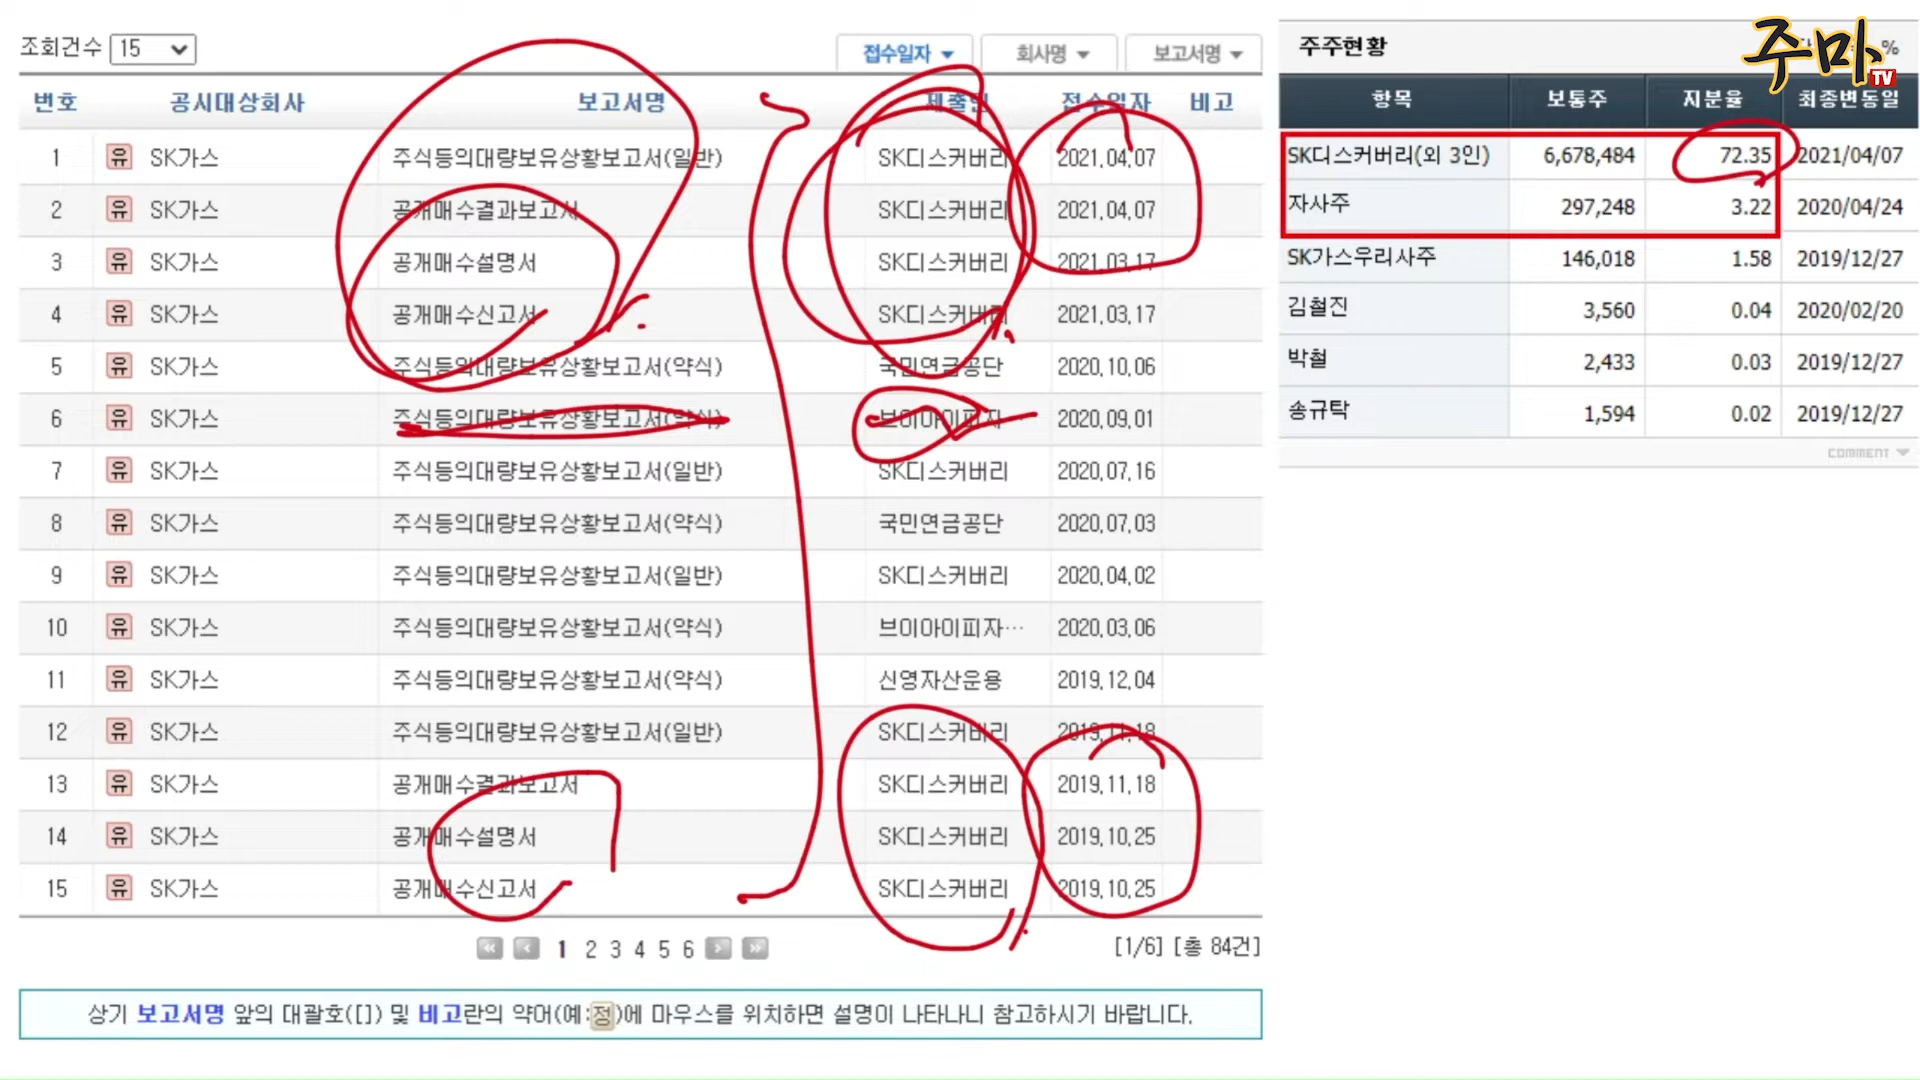 조회건수 15
접수일자 회사명 보고서명
번호 공시대상회사 보고서명 제출인 접수일자 비고
1 유 SK가스 주식등의대량보유상황보고서(일반) SK디스커버리 2021.04.07
2 유 SK가스 공개매수결과보고서 SK디스커버리 2021.04.07
3 유 SK가스 공개매수설명서 SK디스커버리 2021.03.17
4 유 SK가스 공개매수신고서 SK디스커버리 2021.03.17
5 유 SK가스 주식등의대량보유상황보고서(약식) 국민연금공단 2020.10.06
6 유 SK가스 주식등의대량보유상황보고서(약식) 브이아이피자 2020.09.01
7 유 SK가스 주식등의대량보유상황보고서(일반) SK디스커버리 2020.07.16
8 유 SK가스 주식등의대량보유상황보고서(약식) 국민연금공단 2020.07.03
9 유 SK가스 주식등의대량보유상황보고서(일반) SK디스커버리 2020.04.02
10 유 SK가스 주식등의대량보유상황보고서(약식) 브이아이피자… 2020.03.06
11 유 SK가스 주식등의대량보유상황보고서(약식) 신영자산운용 2019.12.04
12 유 SK가스 주식등의대량보유상황보고서(일반) SK디스커버리 2019.11.18
13 유 SK가스 공개매수결과보고서 SK디스커버리 2019.11.18
14 유 SK가스 공개매수설명서 SK디스커버리 2019.10.25
15 유 SK가스 공개매수신고서 SK디스커버리 2019.10.25
1 2 3 4 5 6
[1/6] [총 84건]
상기 보고서명 앞의 대괄호([]) 및 비고란의 약어(예:정)에 마우스를 위치하면 설명이 나타나니 참고하시기 바랍니다.
주주현황 %
주마TV
항목 보통주 지분율 최종변동일
SK디스커버리(외 3인) 6,678,484 72.35 2021/04/07
자사주 297,248 3.22 2020/04/24
SK가스우리사주 146,018 1.58 2019/12/27
김철진 3,560 0.04 2020/02/20
박철 2,433 0.03 2019/12/27
송규탁 1,594 0.02 2019/12/27
COMMENT